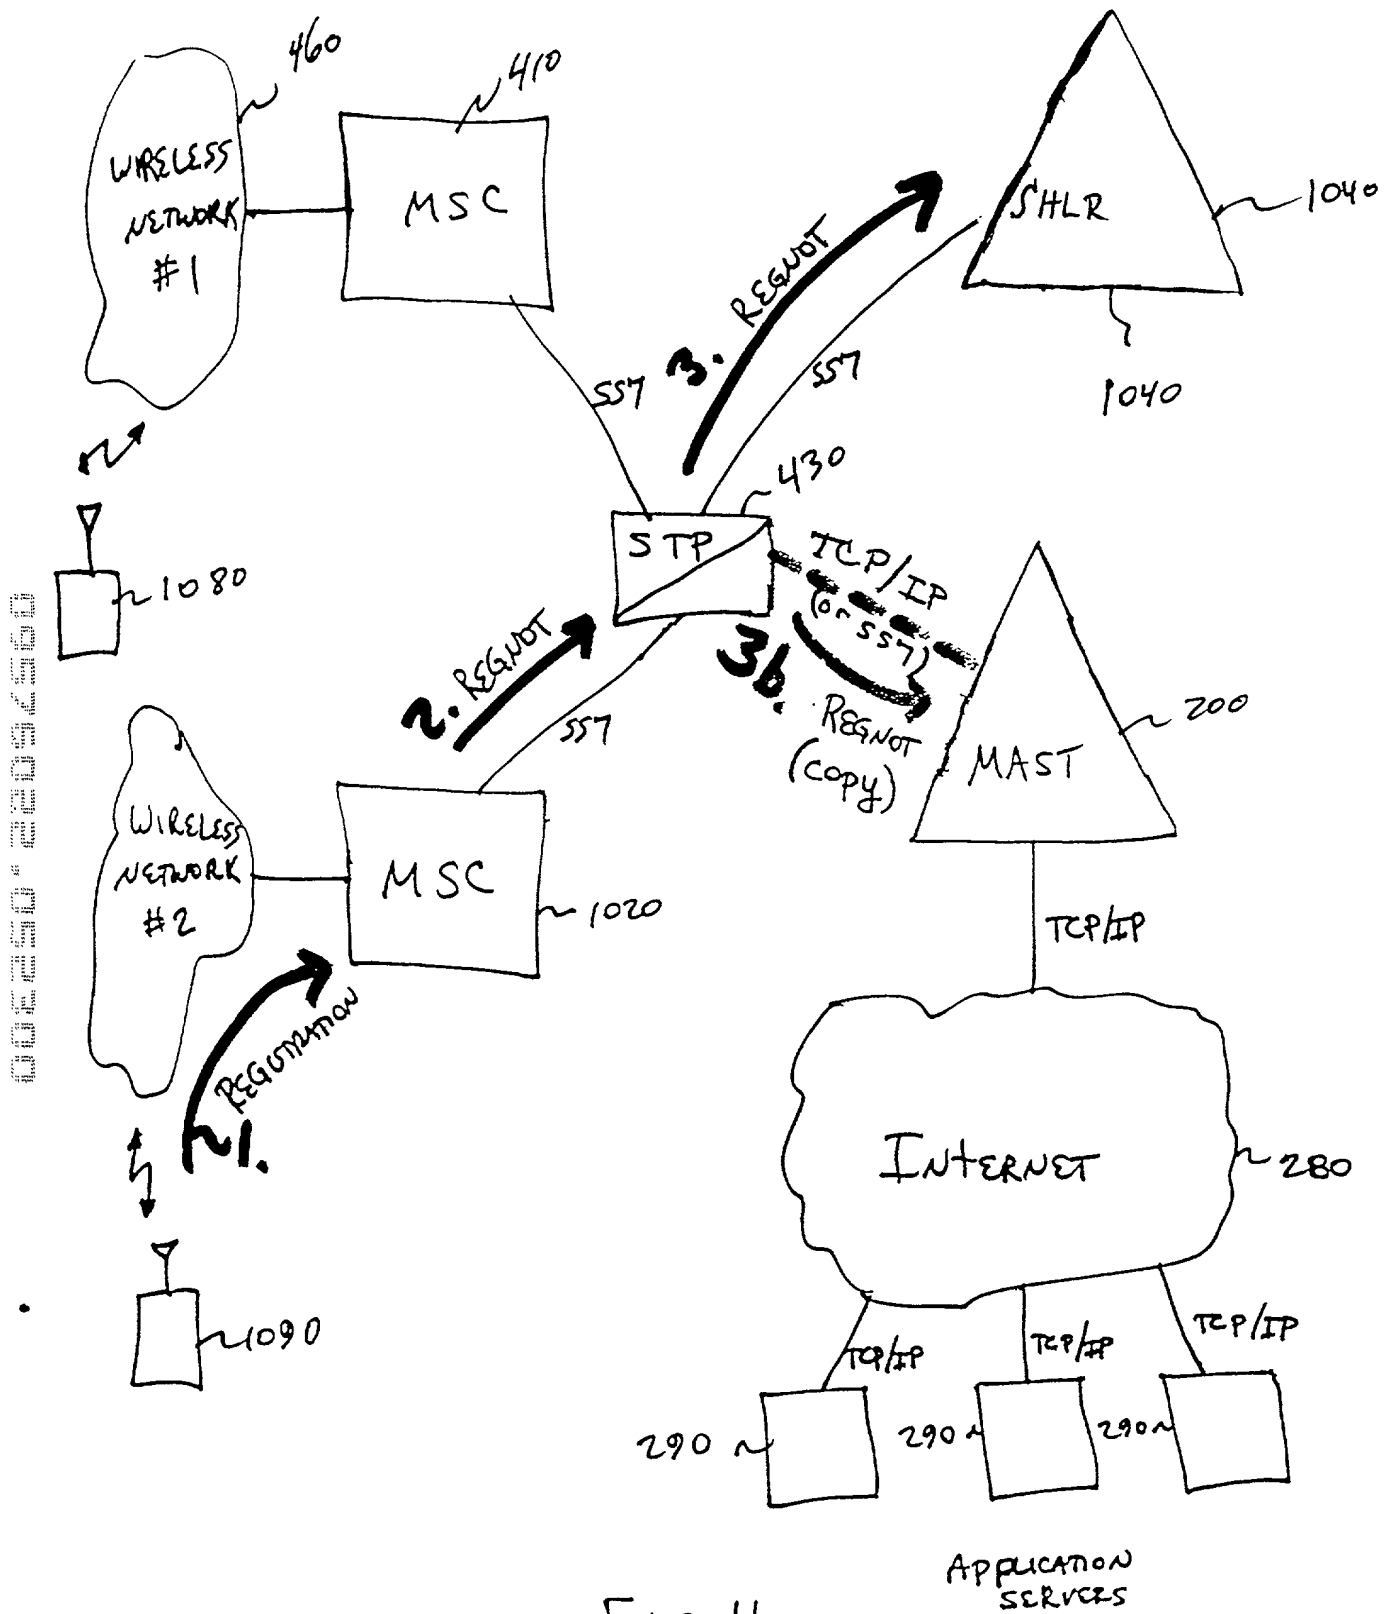 460
410
WIRELESS
NETWORK
#1
MSC
SHLR
1040
3. REGNOT
SS7
SS7
1040
430
STP
TCP/IP
(or SS7)
1080
2. REGNOT
3b.
REGNOT
(copy)
SS7
200
MAST
WIRELESS
NETWORK
#2
MSC
1020
TCP/IP
REGISTRATION
1.
INTERNET
280
1090
TCP/IP
TCP/IP
TCP/IP
290
290
290
APPLICATION
SERVERS